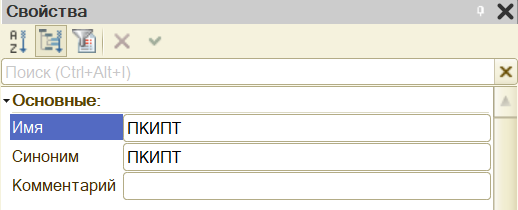 Свойства
Поиск (Ctrl+Alt+I)
Основные:
Имя ПКИПТ
Синоним ПКИПТ
Комментарий